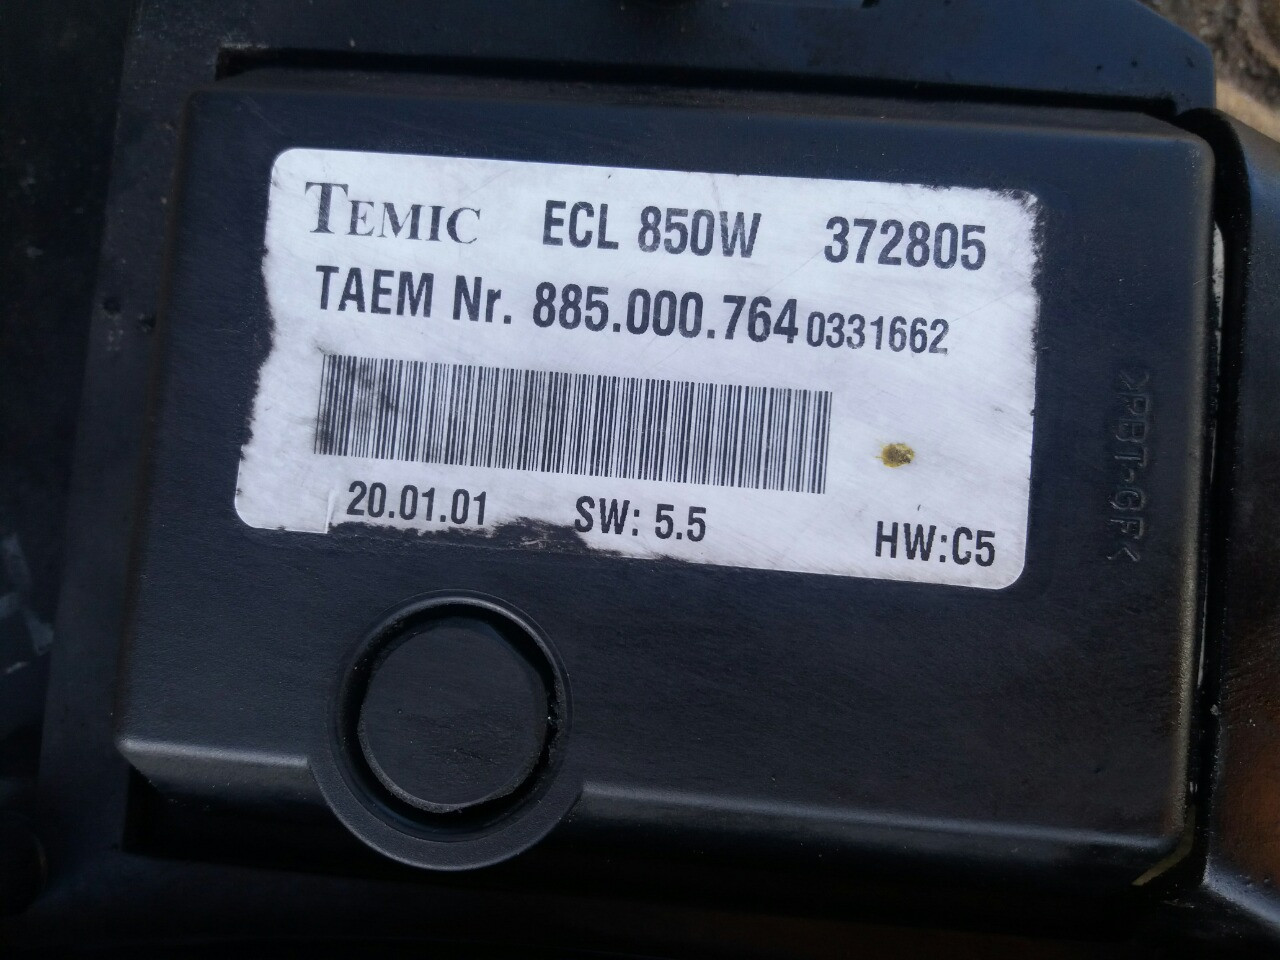 TEMIC ECL 850W 372805
TAEM Nr. 885.000.764 0331662
20.01.01 SW: 5.5 HW:C5
>PBT-GF<